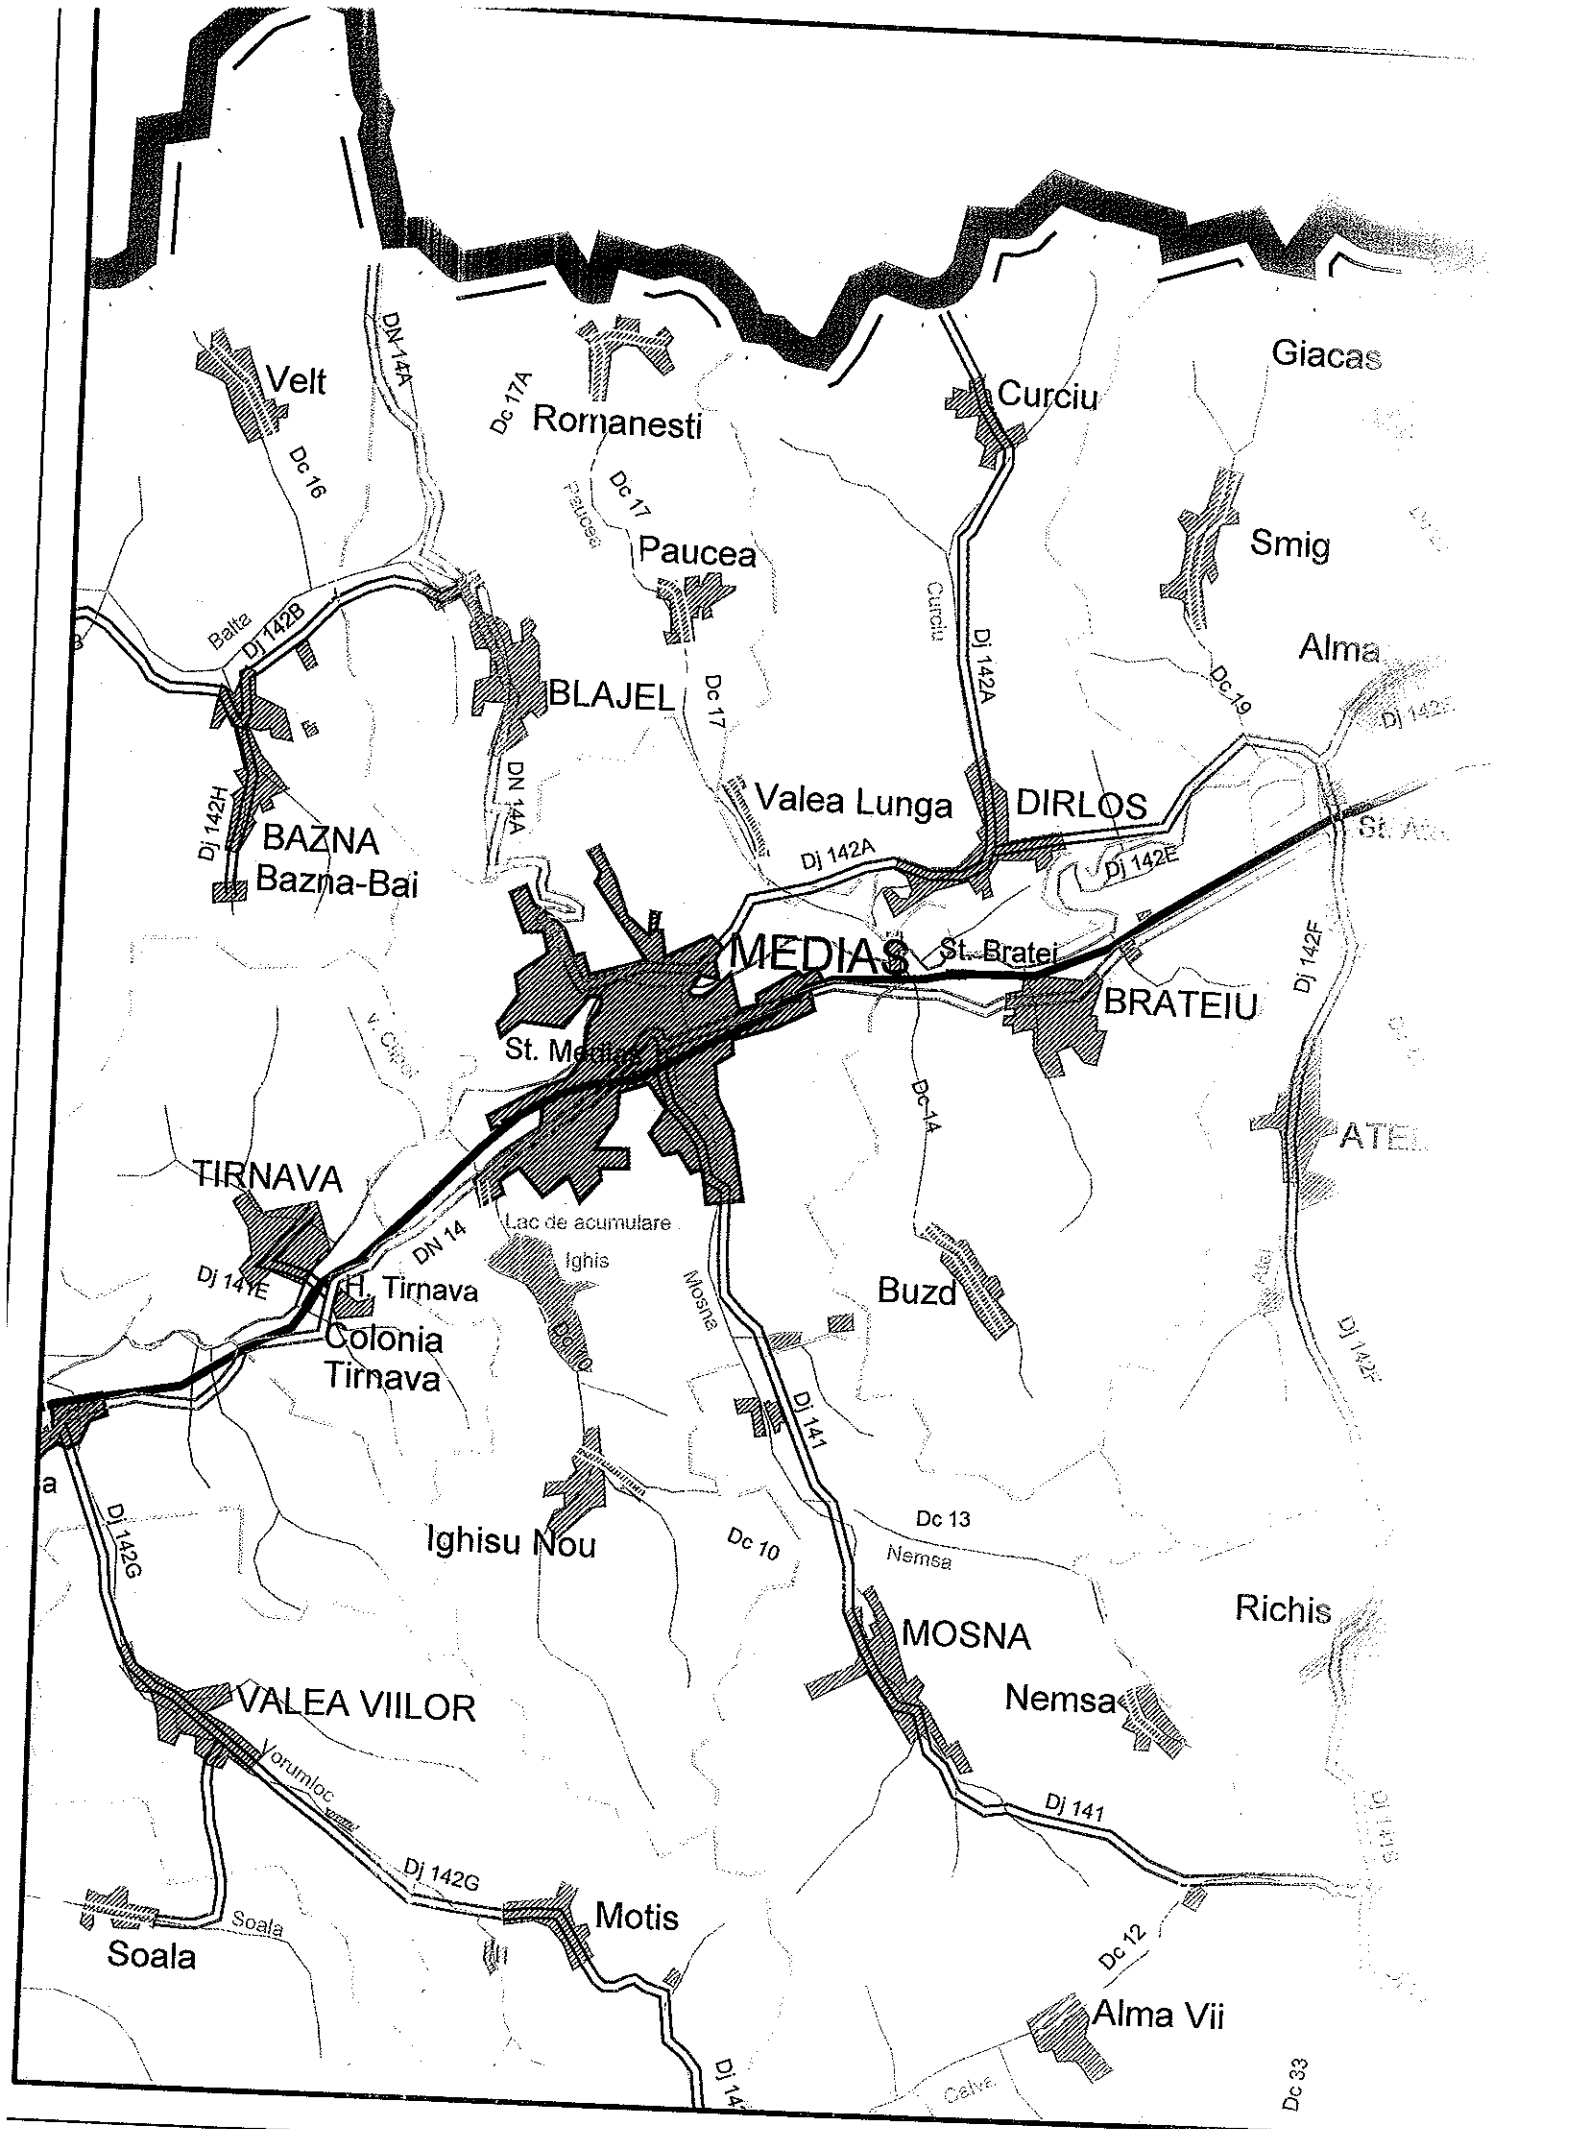 Giacas
Velt
DN 14A
Dc 17A
Romanesti
Curciu
Dc 16
Dc 17
Paucea
Smig
Paucea
Curciu
Balta
Dj 142B
Dj 142A
Alma
Dc 19
BLAJEL
Dc 17
DN 14A
Valea Lunga
DIRLOS
Dj 142H
BAZNA
Bazna-Bai
Dj 142A
Dj 142E
MEDIAS
St. Bratei
BRATEIU
Dj 142F
St. Medias
Dc 14
TIRNAVA
Lac de acumulare
Ighis
DN 14
Dj 141E
H. Tirnava
Colonia
Tirnava
Mosna
Buzd
Dj 142F
Dj 141
a
Dj 142G
Ighisu Nou
Dc 10
Dc 13
Nemsa
Richis
MOSNA
VALEA VIILOR
Nemsa
Vorumloc
Dj 141
Dj 142G
Soala
Motis
Soala
Dc 12
Alma Vii
Calva
Dc 33